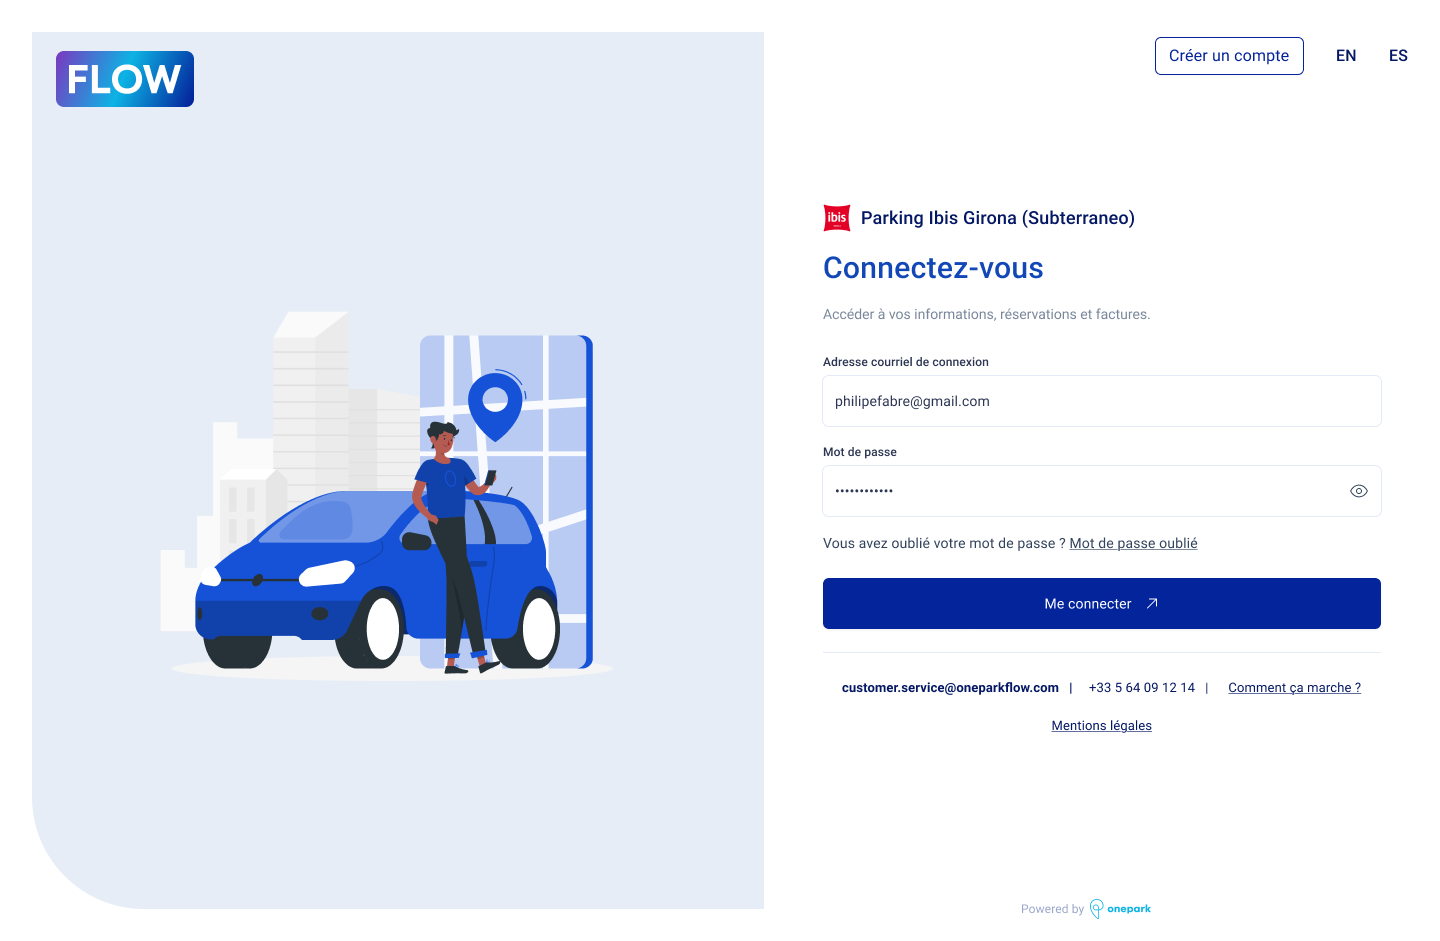 FLOW
Créer un compte EN ES
ibis Parking Ibis Girona (Subterraneo)
Connectez-vous
Accéder à vos informations, réservations et factures.
Adresse courriel de connexion
philipefabre@gmail.com
Mot de passe
••••••••••••
Vous avez oublié votre mot de passe ? Mot de passe oublié
Me connecter
customer.service@oneparkflow.com | +33 5 64 09 12 14 | Comment ça marche ?
Mentions légales
Powered by onepark